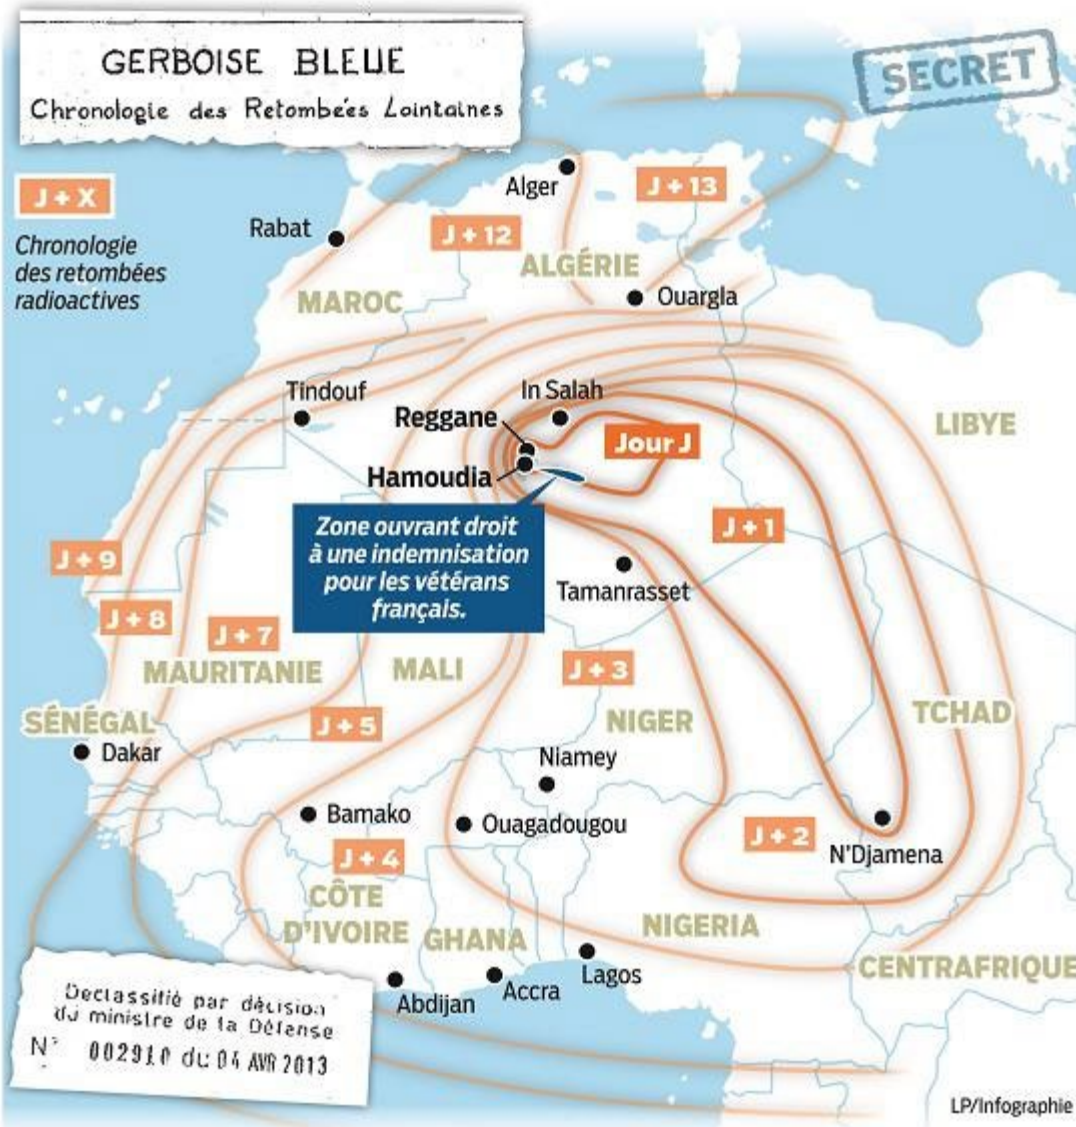 GERBOISE BLEUE
Chronologie des Retombées Lointaines
SECRET
J + X
Chronologie
des retombées
radioactives
Alger
J + 13
Rabat
J + 12
ALGÉRIE
MAROC
Ouargla
Tindouf
In Salah
Reggane
LIBYE
Jour J
Hamoudia
J + 1
Zone ouvrant droit
à une indemnisation
pour les vétérans
français.
J + 9
Tamanrasset
J + 8
J + 7
MAURITANIE
MALI
J + 3
SÉNÉGAL
J + 5
NIGER
TCHAD
Dakar
Niamey
Bamako
Ouagadougou
J + 4
J + 2
N'Djamena
CÔTE
D'IVOIRE
GHANA
NIGERIA
Lagos
CENTRAFRIQUE
Abdijan
Accra
Declassifié par décision
du ministre de la Défense
N° 002910 du 04 AVR 2013
LP/Infographie